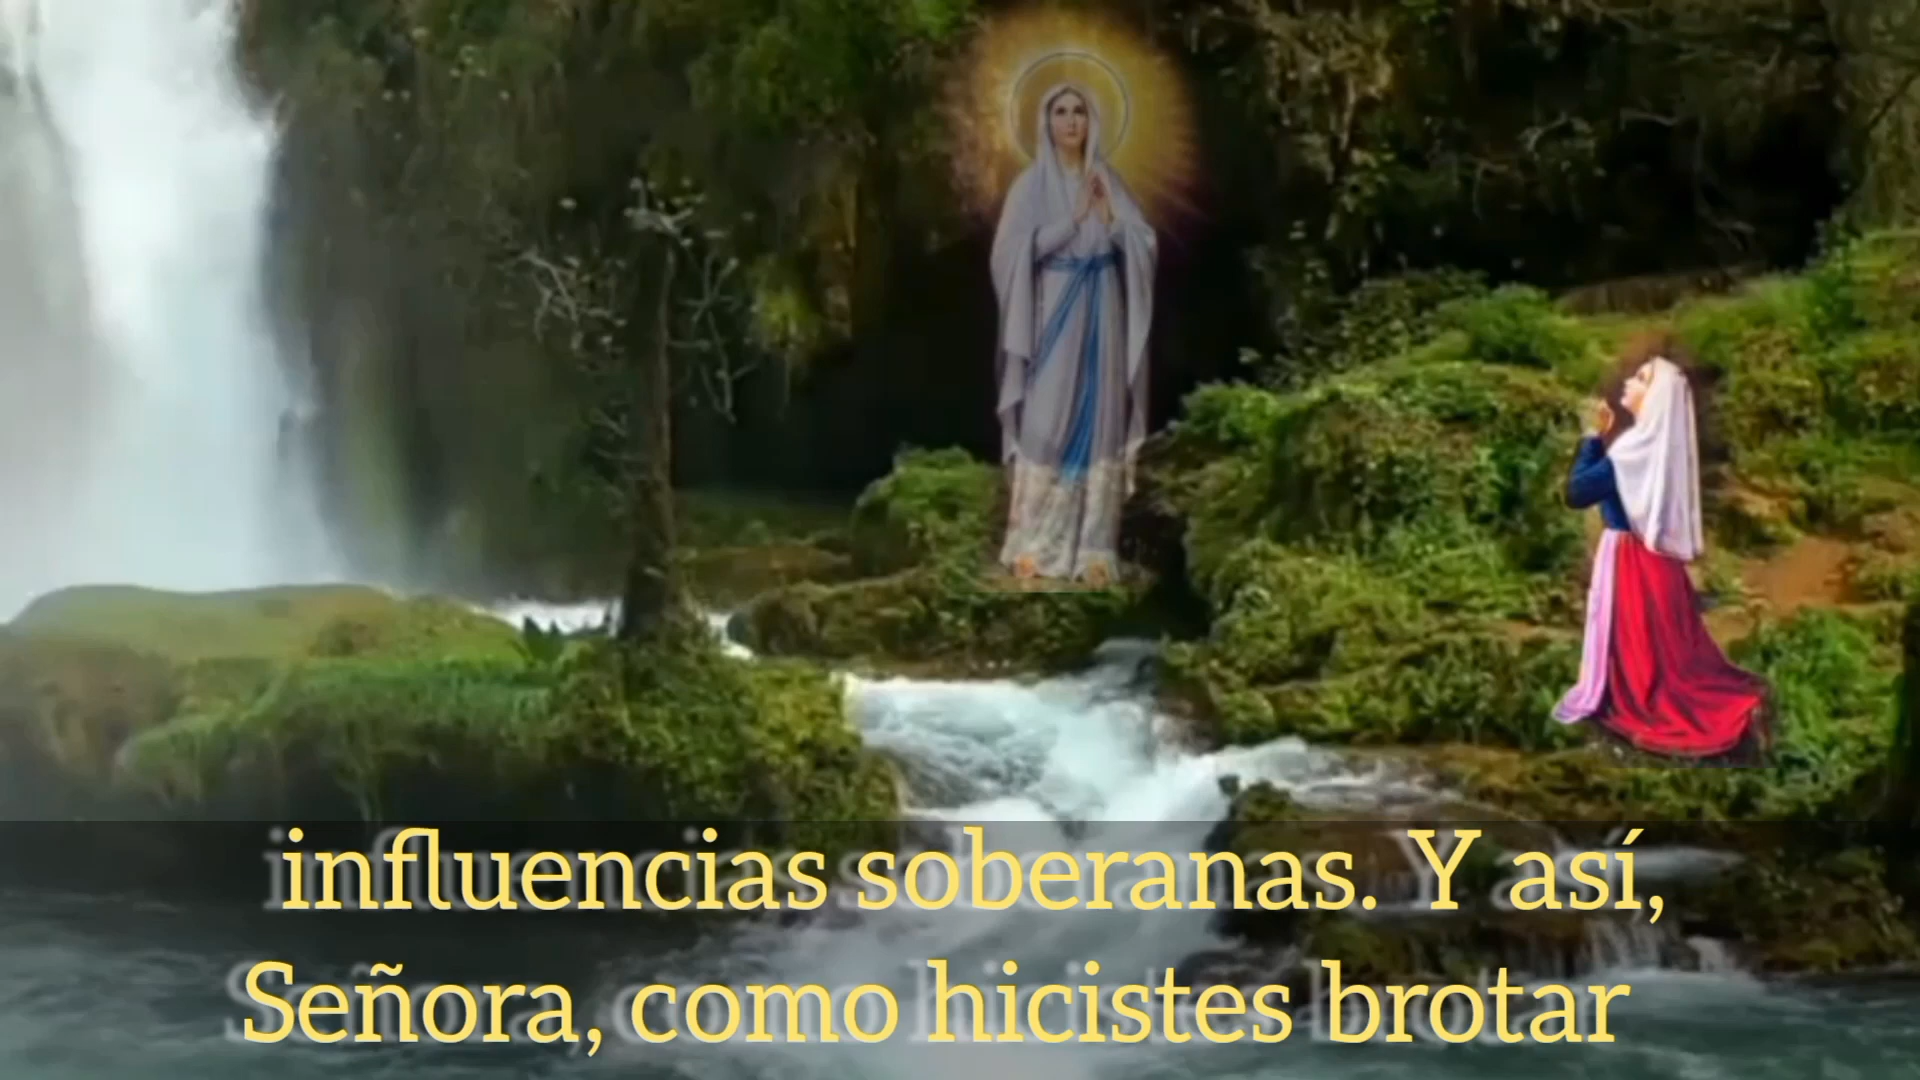 influencias soberanas. Y así,
Señora, como hicistes brotar